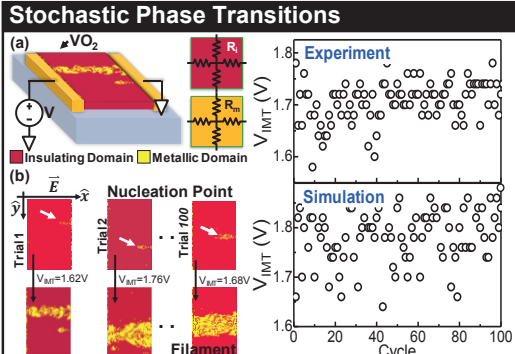 Stochastic Phase Transitions
(a)
VO2
V
Ri
Rm
Insulating Domain
Metallic Domain
(b)
E
x̂
ŷ
Nucleation Point
Trial 1
Trial 2
. .
Trial 100
VIMT=1.62V
VIMT=1.76V
VIMT=1.68V
. .
Filament
Experiment
VIMT (V)
1.8
1.7
1.6
Simulation
VIMT (V)
1.8
1.7
1.6
0
20
40
60
80
100
Cycle